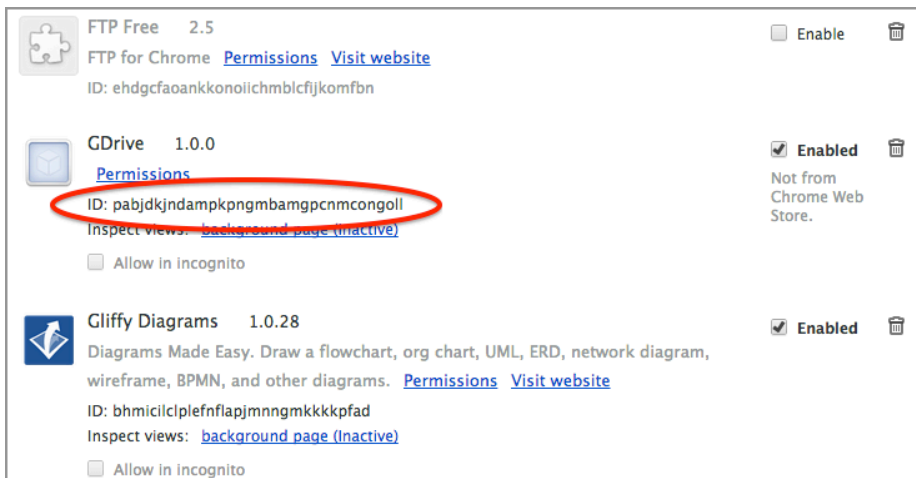 FTP Free 2.5
Enable
FTP for Chrome Permissions Visit website
ID: ehdgcfaoankkonoiichmblcfijkomfbn
GDrive 1.0.0
Enabled
Permissions
Not from
Chrome Web
Store.
ID: pabjdkjndampkpngmbamgpcnmcongoll
Inspect views: background page (Inactive)
Allow in incognito
Gliffy Diagrams 1.0.28
Enabled
Diagrams Made Easy. Draw a flowchart, org chart, UML, ERD, network diagram,
wireframe, BPMN, and other diagrams. Permissions Visit website
ID: bhmicilclplefnflapjmnngmkkkkpfad
Inspect views: background page (Inactive)
Allow in incognito